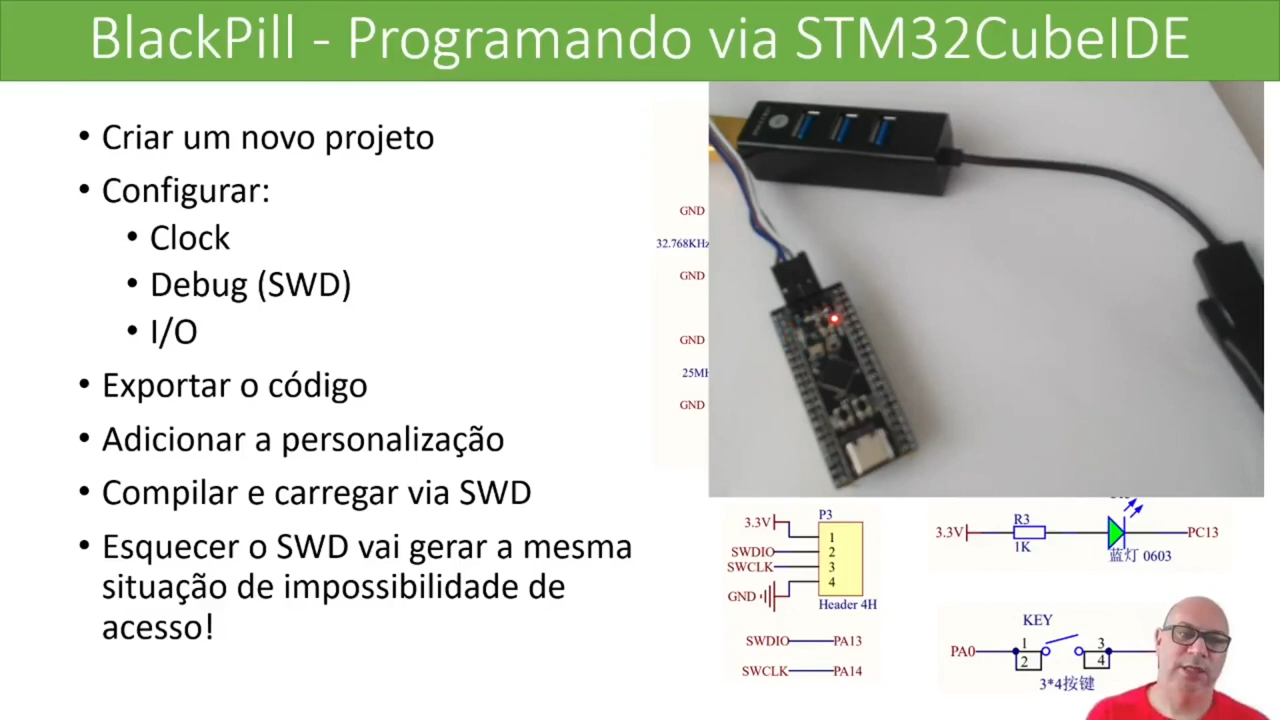 BlackPill - Programando via STM32CubeIDE
• Criar um novo projeto
• Configurar:
• Clock
• Debug (SWD)
• I/O
• Exportar o código
• Adicionar a personalização
• Compilar e carregar via SWD
• Esquecer o SWD vai gerar a mesma
situação de impossibilidade de
acesso!
GND
32.768KHz
GND
GND
GND
3.3V
P3
1
SWDIO
2
SWCLK
3
GND
4
Header 4H
SWDIO
PA13
SWCLK
PA14
3.3V
R3
1K
PC13
蓝灯 0603
KEY
PA0
1
2
3
4
3*4按键